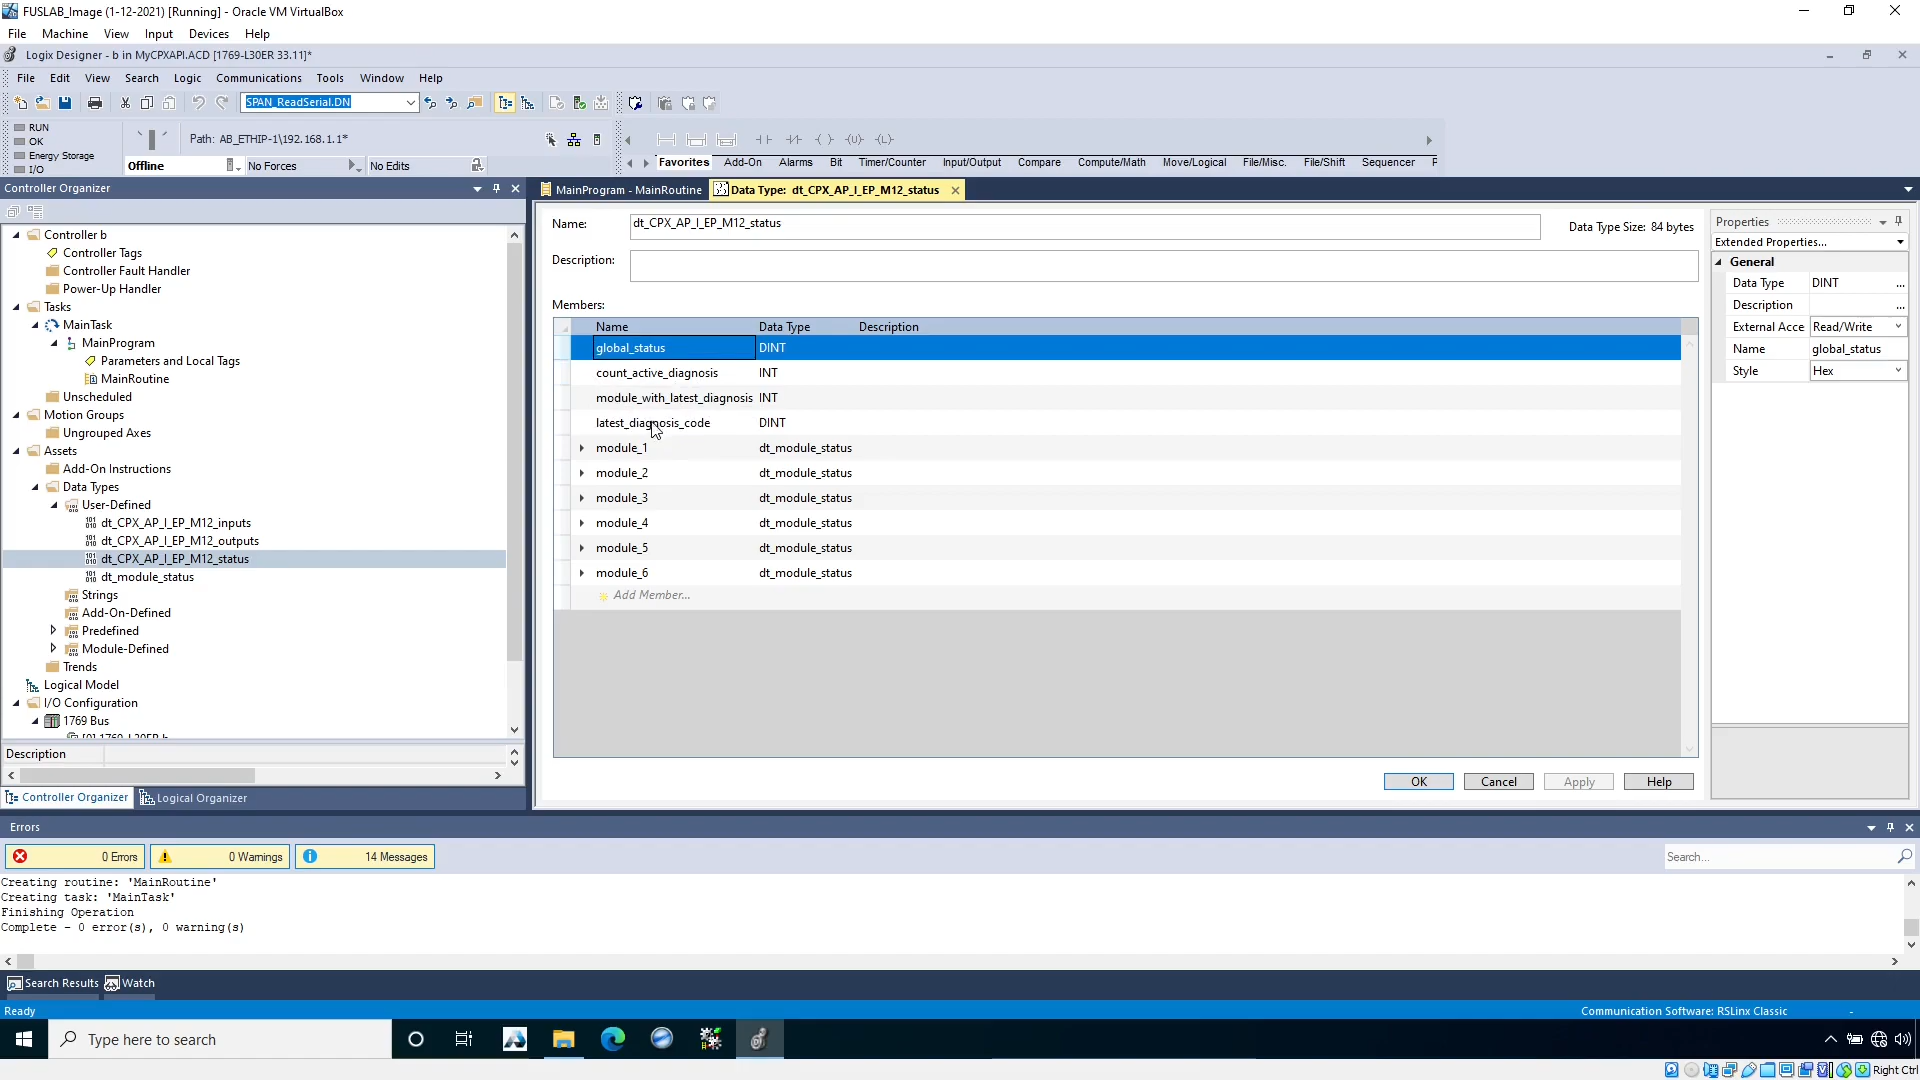 FUSLAB_Image (1-12-2021) [Running] - Oracle VM VirtualBox
File Machine View Input Devices Help
Logix Designer - b in MyCPXAPI.ACD [1769-L30ER 33.11]*
File Edit View Search Logic Communications Tools Window Help
SPAN_ReadSerial.DN
RUN
OK
Energy Storage
I/O
Path: AB_ETHIP-1\192.168.1.1*
Offline No Forces No Edits
Favorites Add-On Alarms Bit Timer/Counter Input/Output Compare Compute/Math Move/Logical File/Misc. File/Shift Sequencer
Controller Organizer
Controller b
Controller Tags
Controller Fault Handler
Power-Up Handler
Tasks
MainTask
MainProgram
Parameters and Local Tags
MainRoutine
Unscheduled
Motion Groups
Ungrouped Axes
Assets
Add-On Instructions
Data Types
User-Defined
dt_CPX_AP_I_EP_M12_inputs
dt_CPX_AP_I_EP_M12_outputs
dt_CPX_AP_I_EP_M12_status
dt_module_status
Strings
Add-On-Defined
Predefined
Module-Defined
Trends
Logical Model
I/O Configuration
1769 Bus
Description
Controller Organizer Logical Organizer
MainProgram - MainRoutine Data Type: dt_CPX_AP_I_EP_M12_status
Name: dt_CPX_AP_I_EP_M12_status Data Type Size: 84 bytes
Description:
Members:
Name Data Type Description
global_status DINT
count_active_diagnosis INT
module_with_latest_diagnosis INT
latest_diagnosis_code DINT
module_1 dt_module_status
module_2 dt_module_status
module_3 dt_module_status
module_4 dt_module_status
module_5 dt_module_status
module_6 dt_module_status
Add Member...
OK Cancel Apply Help
Properties
Extended Properties...
General
Data Type DINT ...
Description ...
External Acce Read/Write
Name global_status
Style Hex
Errors
0 Errors 0 Warnings 14 Messages
Search...
Creating routine: 'MainRoutine'
Creating task: 'MainTask'
Finishing Operation
Complete - 0 error(s), 0 warning(s)
Search Results Watch
Ready Communication Software: RSLinx Classic
Type here to search
Right Ctrl